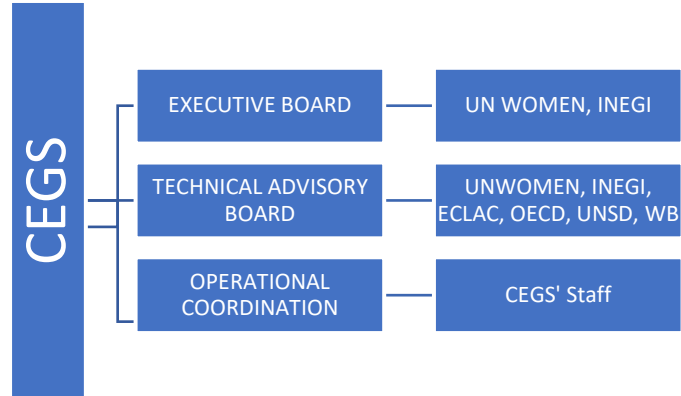 CEGS
EXECUTIVE BOARD
UN WOMEN, INEGI
TECHNICAL ADVISORY
BOARD
UNWOMEN, INEGI,
ECLAC, OECD, UNSD, WB
OPERATIONAL
COORDINATION
CEGS' Staff